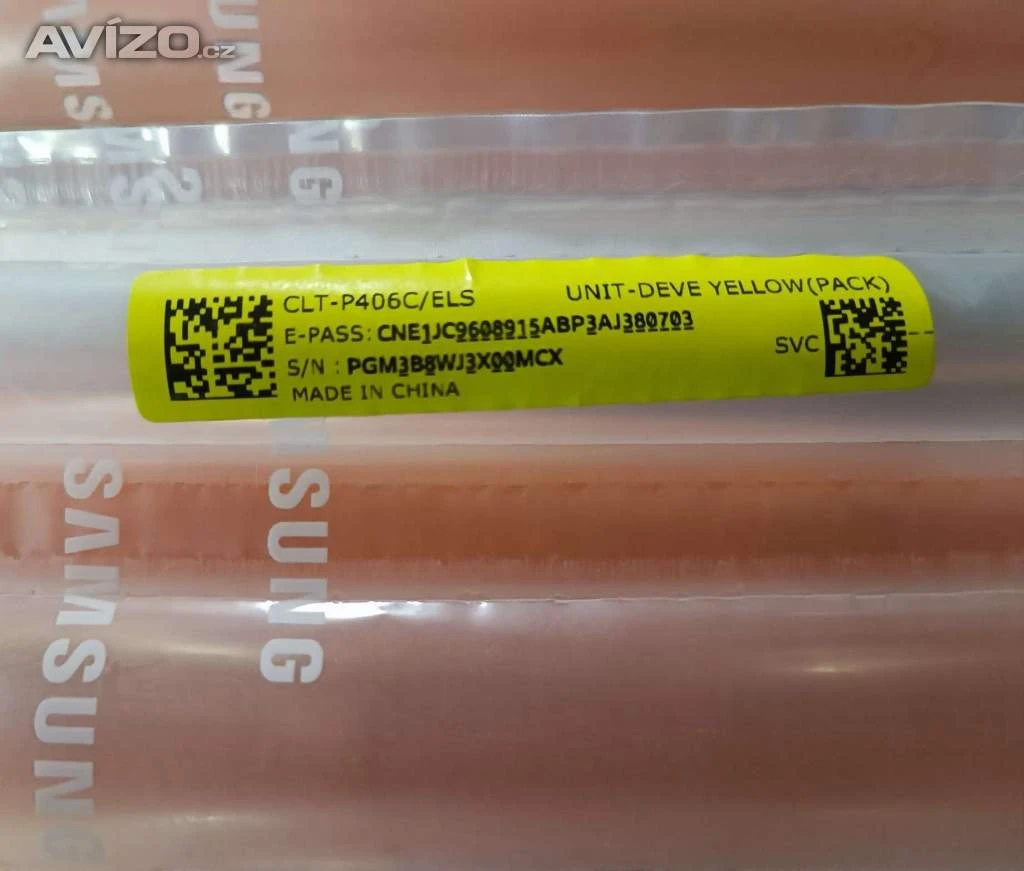 AVÍZO.cz
SAMSUNG
SAMSUNG
CLT-P406C/ELS
UNIT-DEVE YELLOW(PACK)
E-PASS: CNE1JC9608915ABP3AJ380703
S/N : PGM3B8WJ3X00MCX
SVC
MADE IN CHINA
SAMSUNG
SUNG